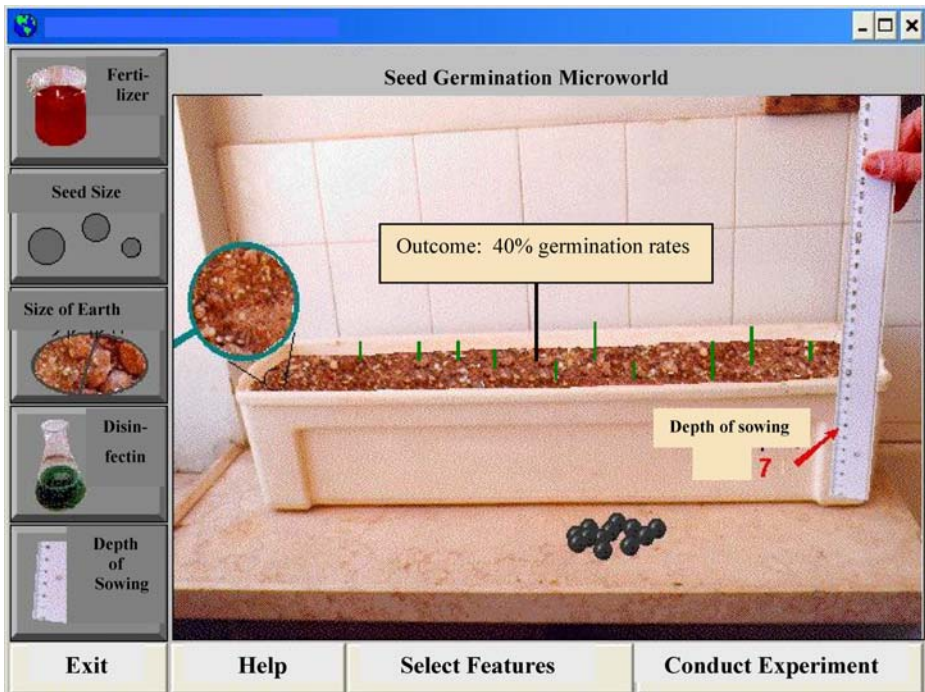 Seed Germination Microworld
Ferti-
lizer
Seed Size
Size of Earth
Disin-
fectin
Depth
of
Sowing
Outcome: 40% germination rates
Depth of sowing
7
Exit
Help
Select Features
Conduct Experiment